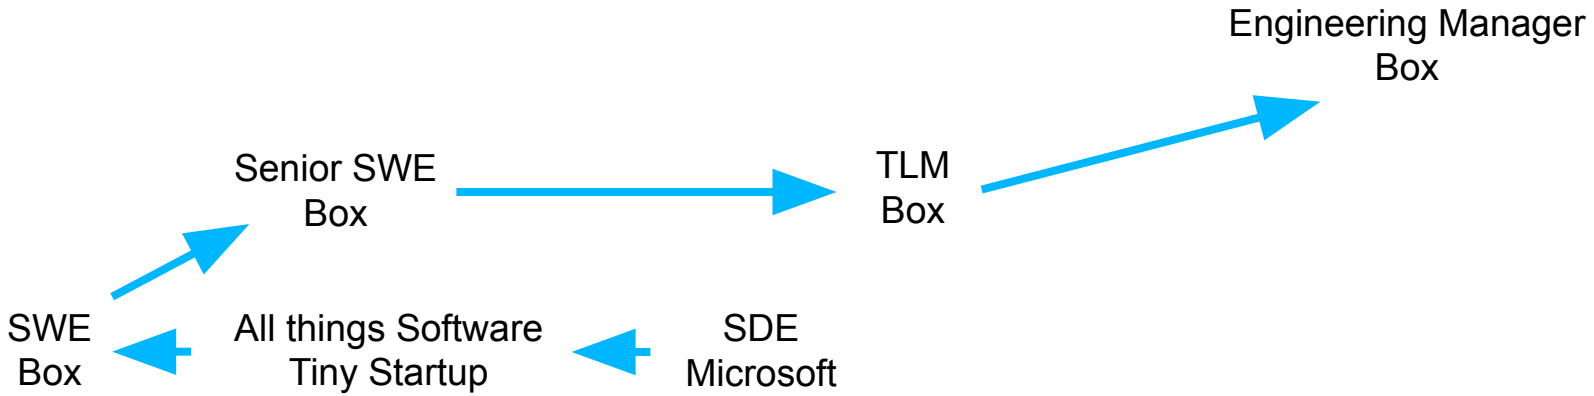 Engineering Manager
Box
Senior SWE
Box
TLM
Box
SWE
Box
All things Software
Tiny Startup
SDE
Microsoft